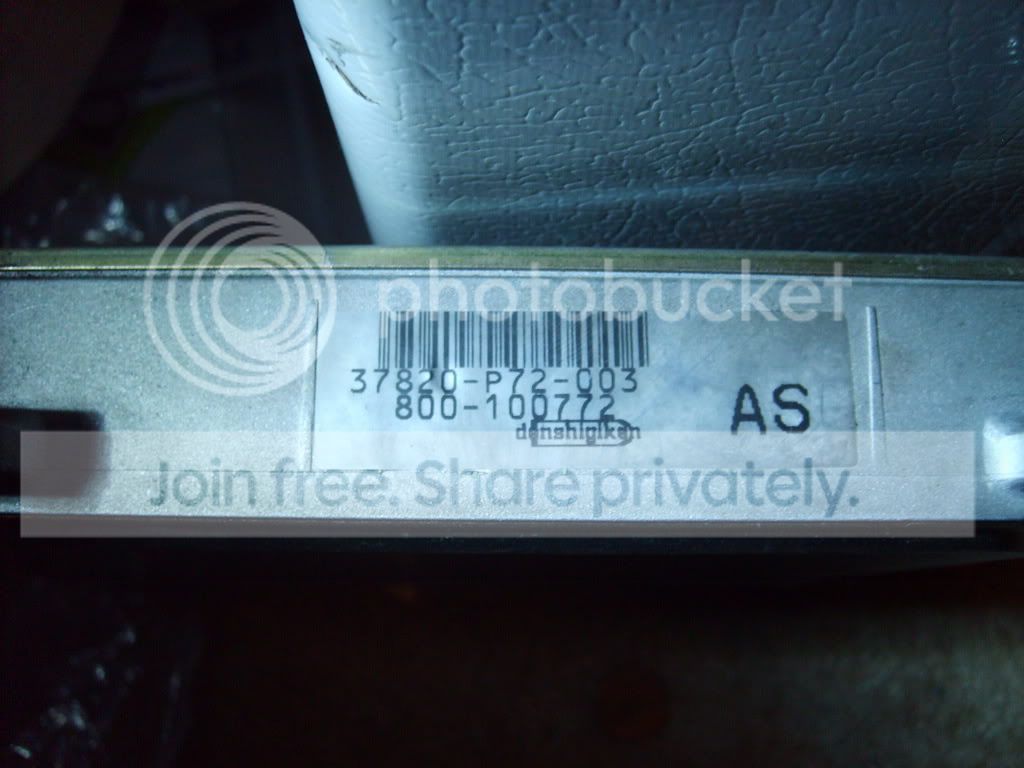 photobucket
37820-P72-003
800-100772
denshigiken
AS
Join free. Share privately.